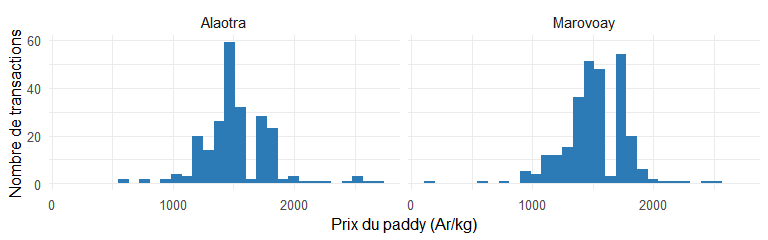 Alaotra Marovoay
Nombre de transactions
60
40
20
0
0 1000 2000 0 1000 2000
Prix du paddy (Ar/kg)